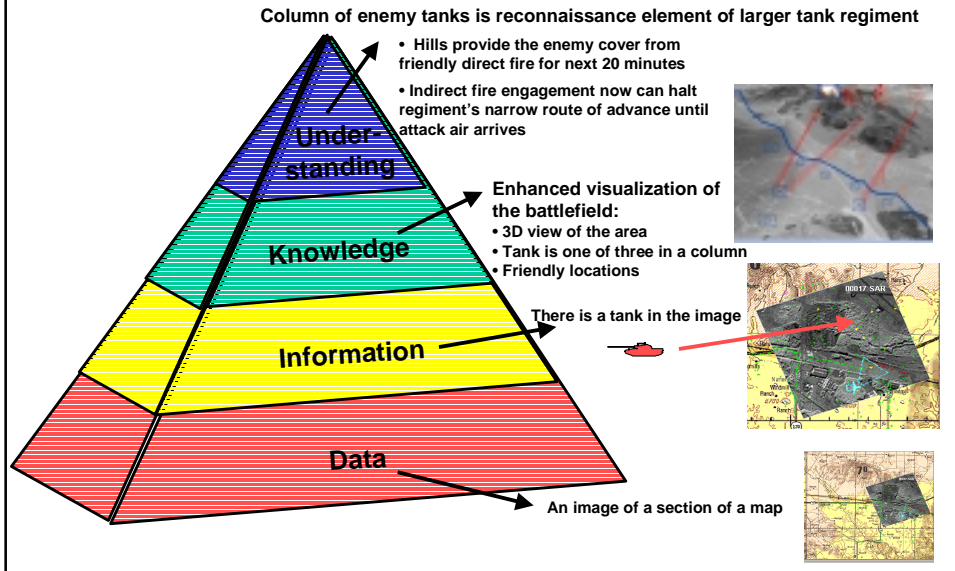 Column of enemy tanks is reconnaissance element of larger tank regiment
• Hills provide the enemy cover from
friendly direct fire for next 20 minutes
• Indirect fire engagement now can halt
regiment's narrow route of advance until
attack air arrives
Under-
standing
Enhanced visualization of
the battlefield:
• 3D view of the area
• Tank is one of three in a column
• Friendly locations
Knowledge
00017 SAR
There is a tank in the image
Information
Windmill
Ranch
Ranch
Data
70
An image of a section of a map